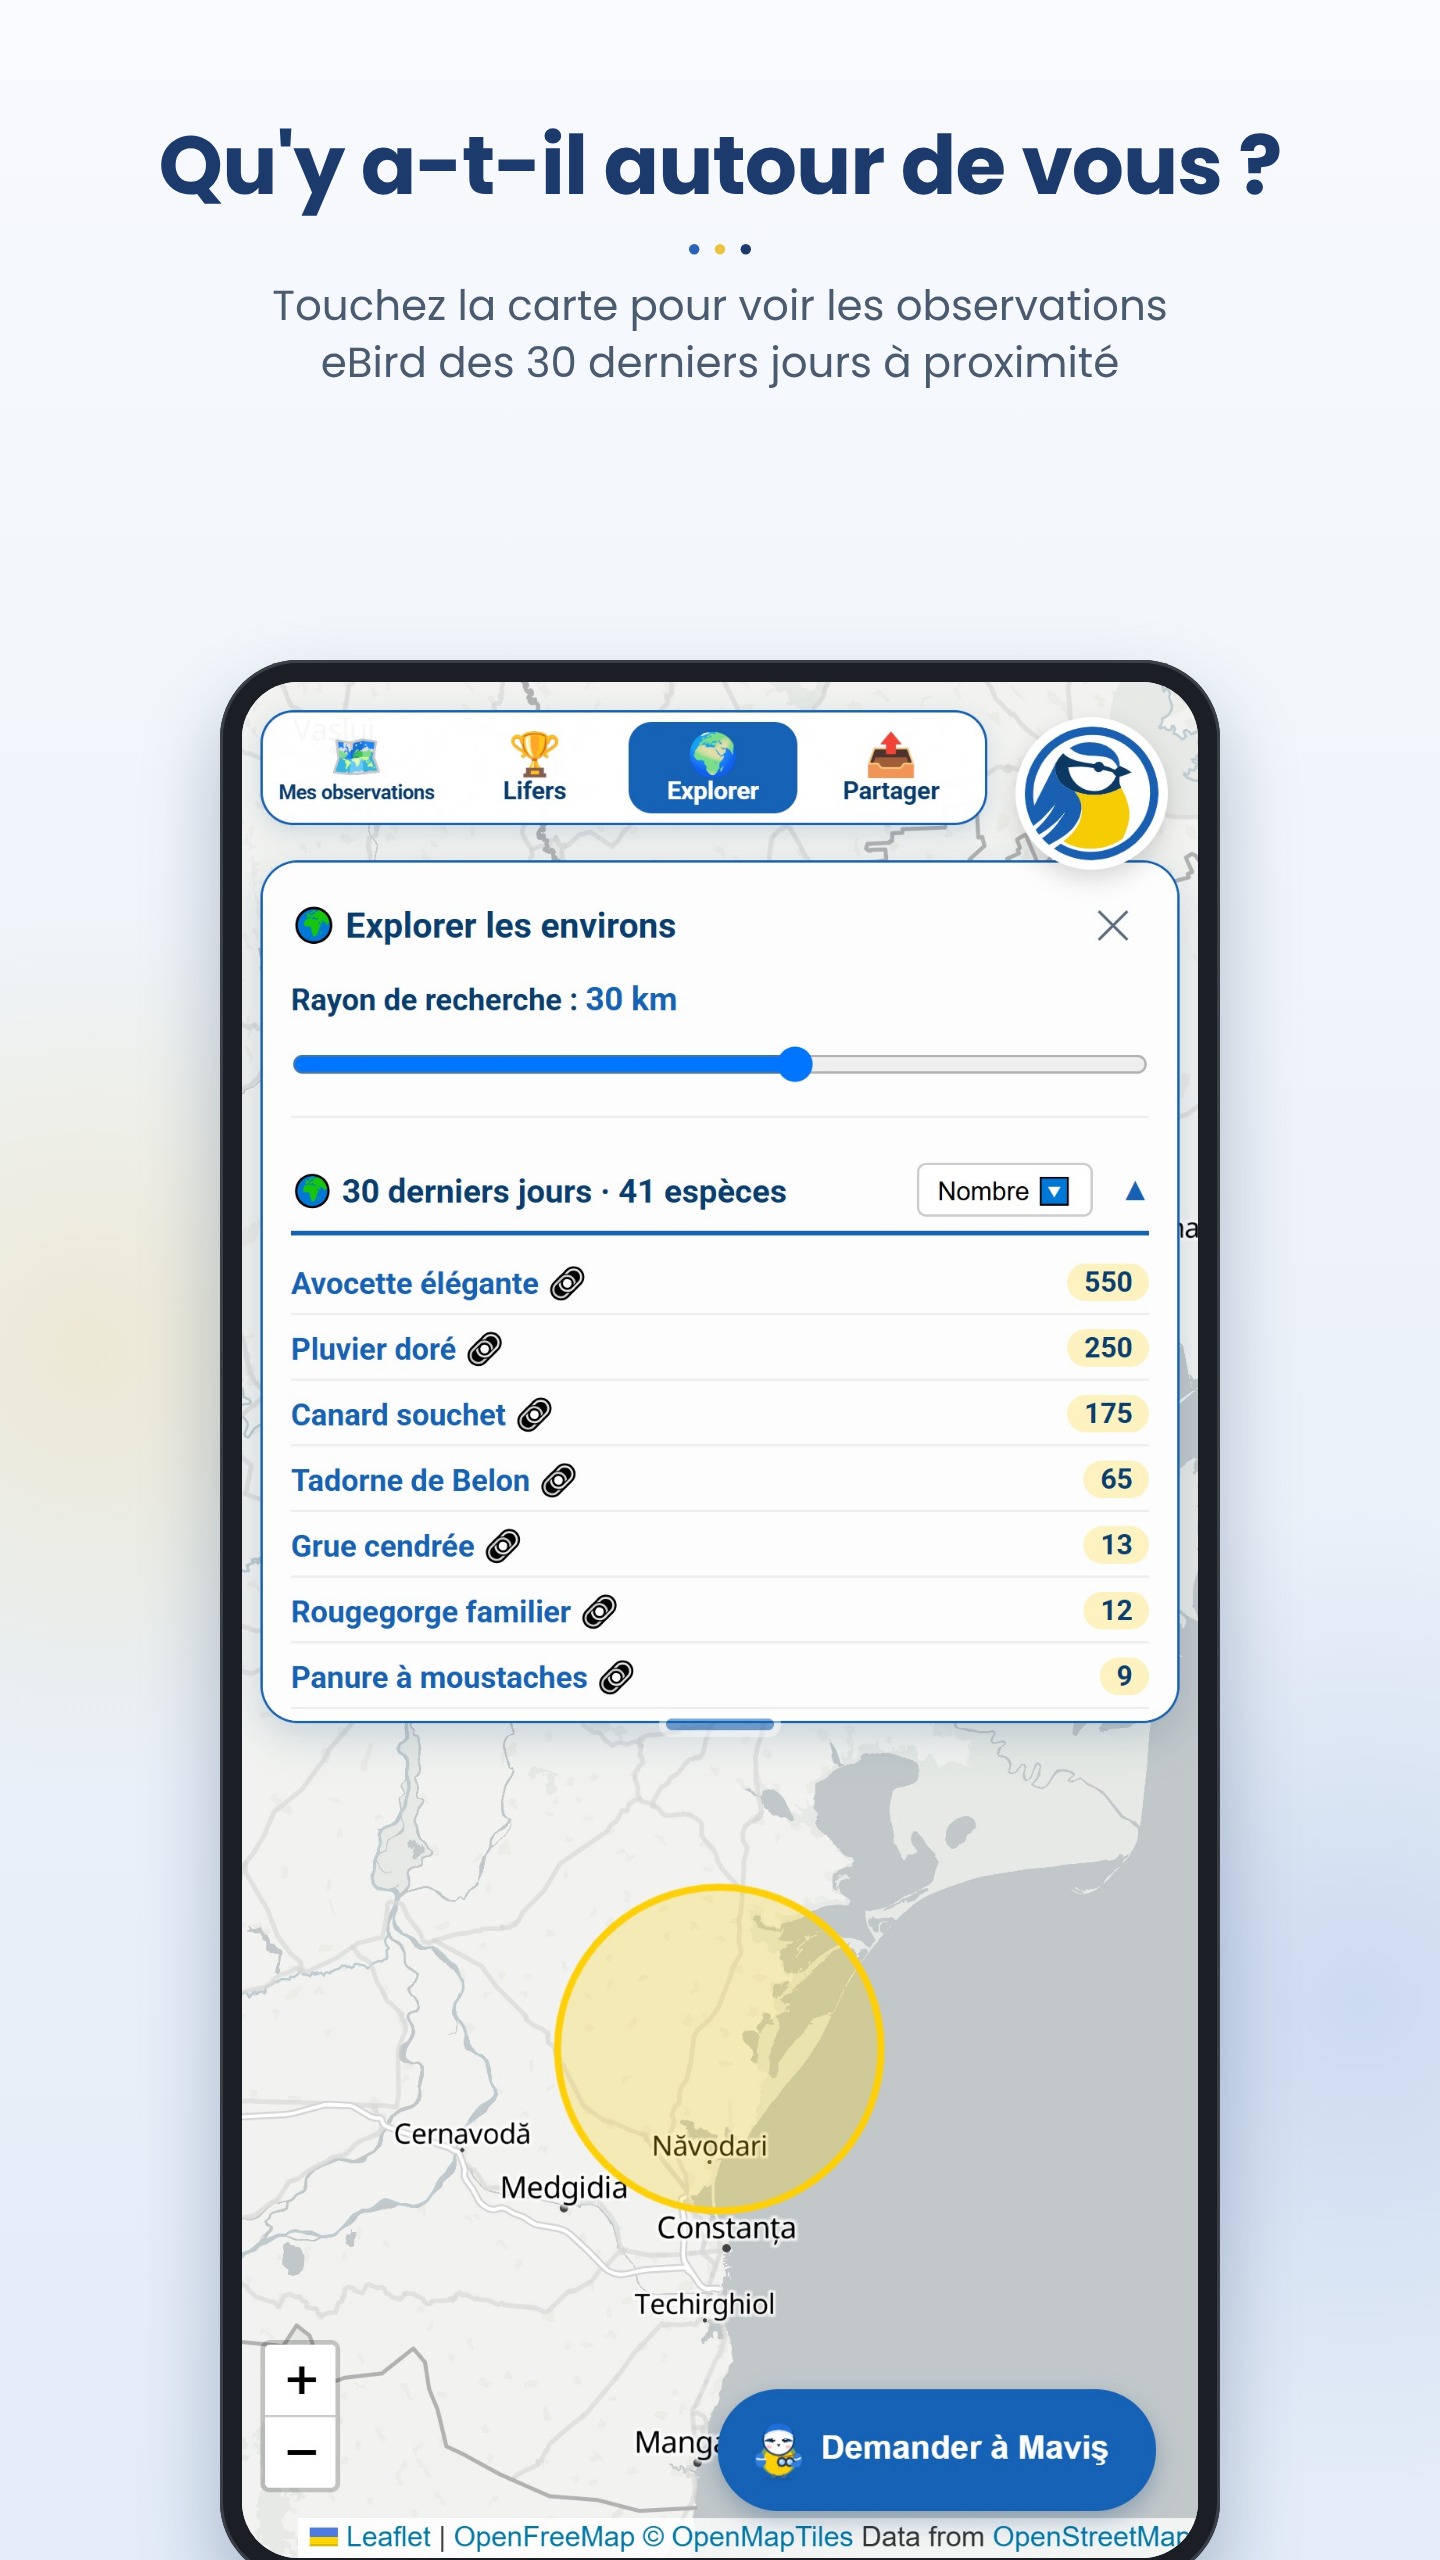 Qu'y a-t-il autour de vous ?
Touchez la carte pour voir les observations
eBird des 30 derniers jours à proximité
Vaslui
Mes observations
Lifers
Explorer
Partager
Explorer les environs
Rayon de recherche : 30 km
30 derniers jours · 41 espèces
Nombre
Avocette élégante
550
Pluvier doré
250
Canard souchet
175
Tadorne de Belon
65
Grue cendrée
13
Rougegorge familier
12
Panure à moustaches
9
Cernavodă
Năvodari
Medgidia
Constanța
Techirghiol
+
−
Demander à Maviş
Leaflet | OpenFreeMap © OpenMapTiles Data from OpenStreetMap